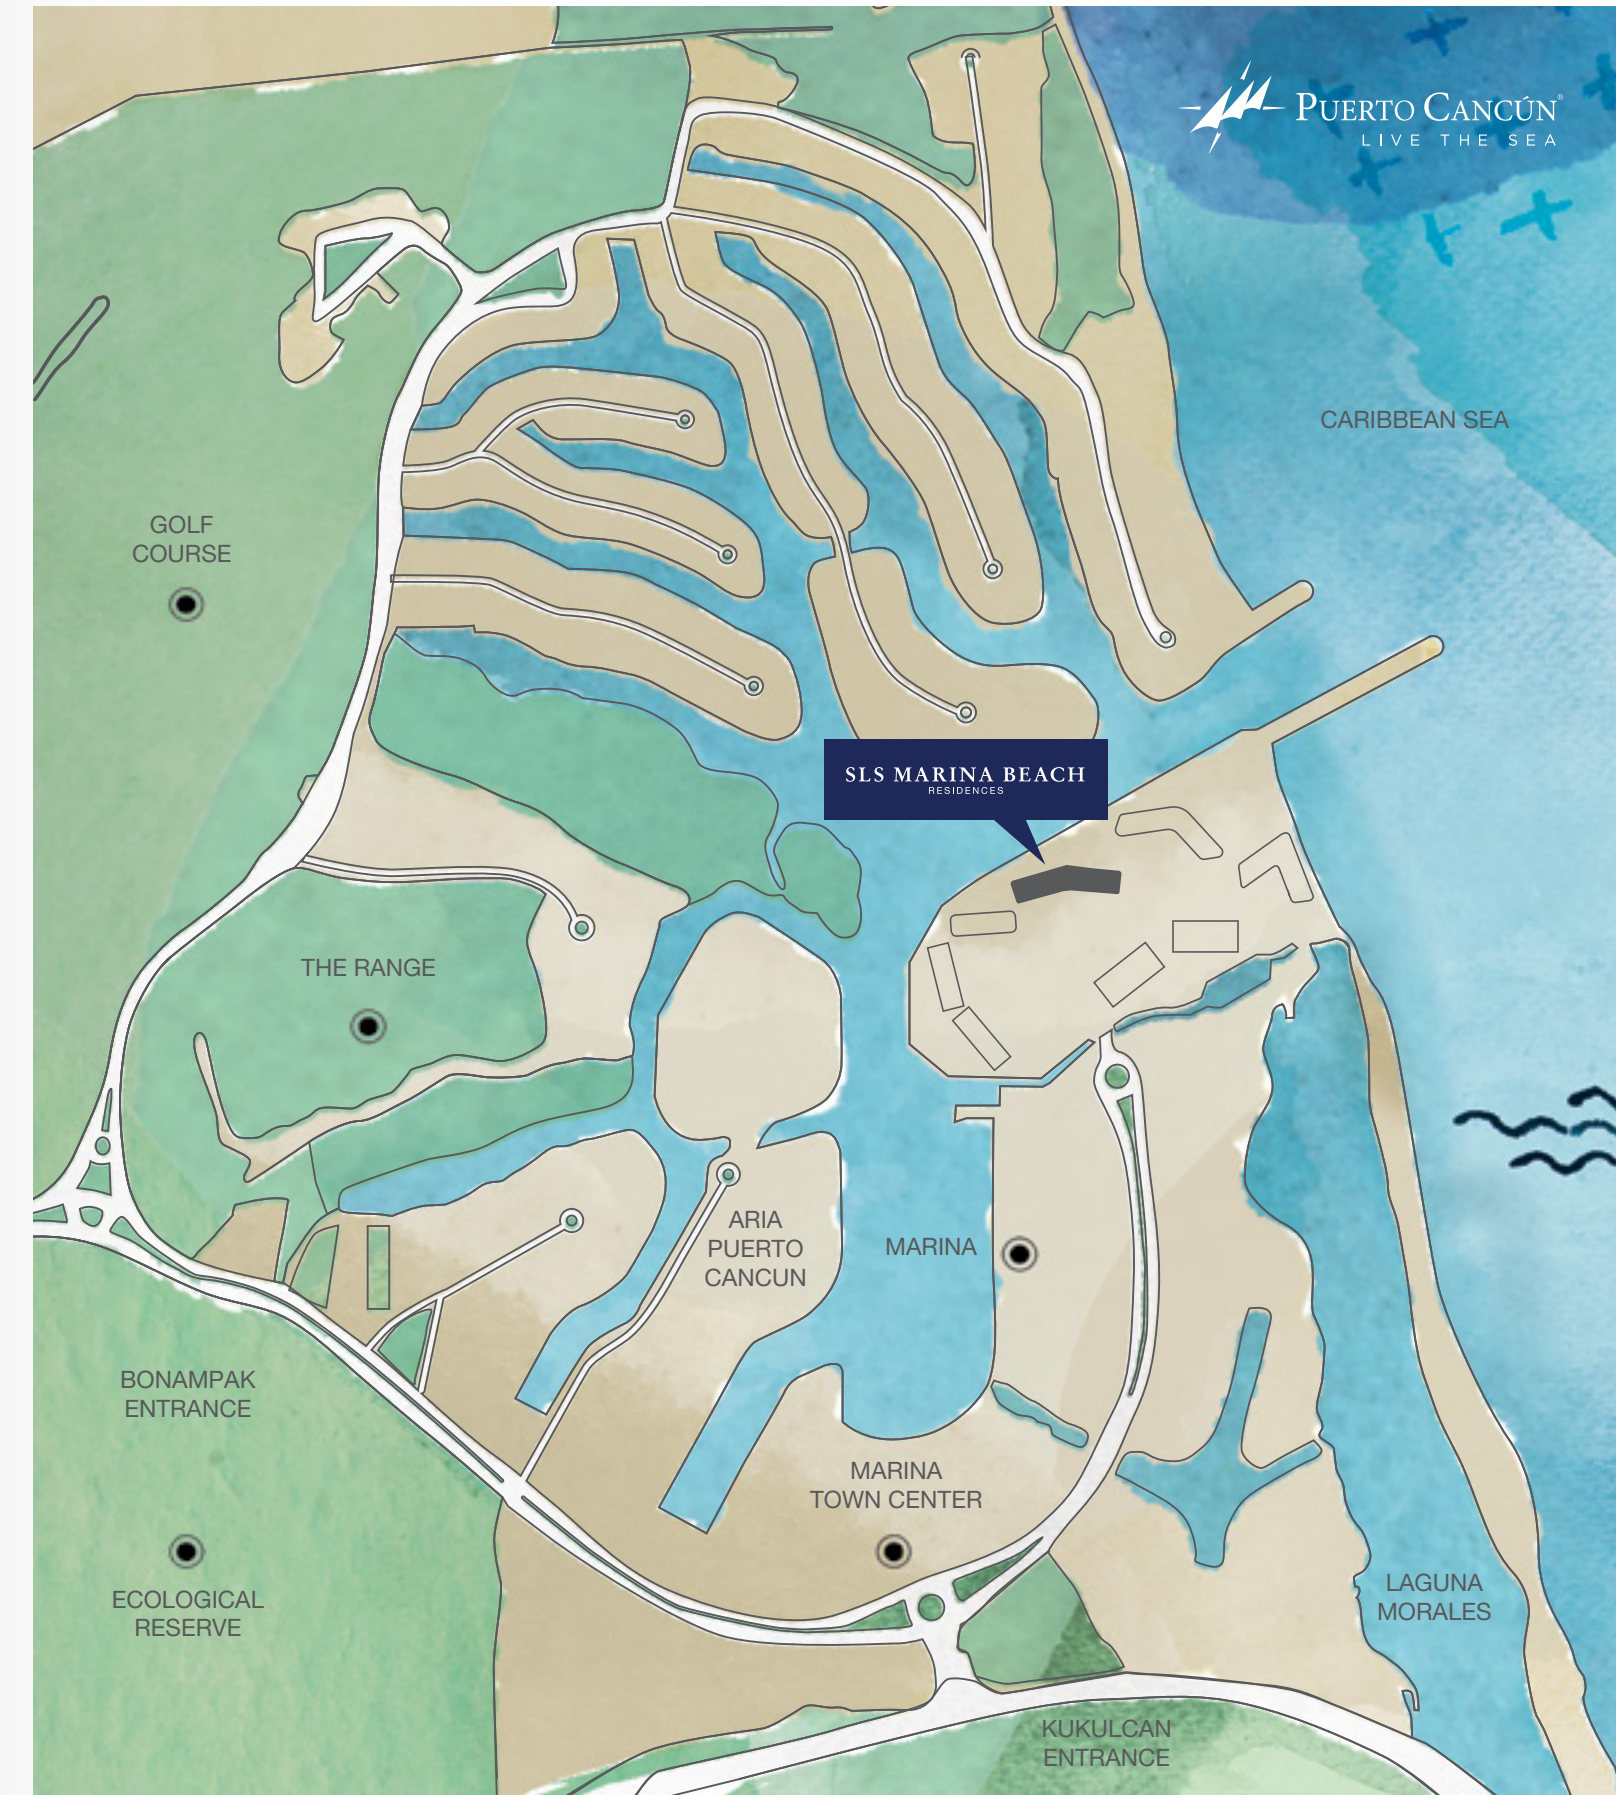 PUERTO CANCÚN®
LIVE THE SEA
CARIBBEAN SEA
GOLF
COURSE
SLS MARINA BEACH
RESIDENCES
THE RANGE
ARIA
PUERTO
CANCUN
MARINA
BONAMPAK
ENTRANCE
MARINA
TOWN CENTER
ECOLOGICAL
RESERVE
LAGUNA
MORALES
KUKULCAN
ENTRANCE